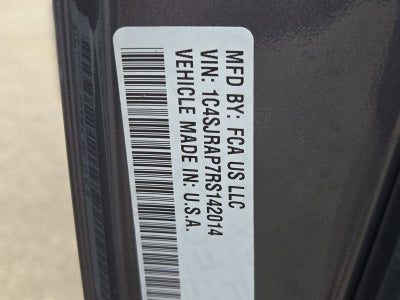 MFD BY: FCA US LLC
VIN: 1C4SJRAP7RS142014
VEHICLE MADE IN: U.S.A.